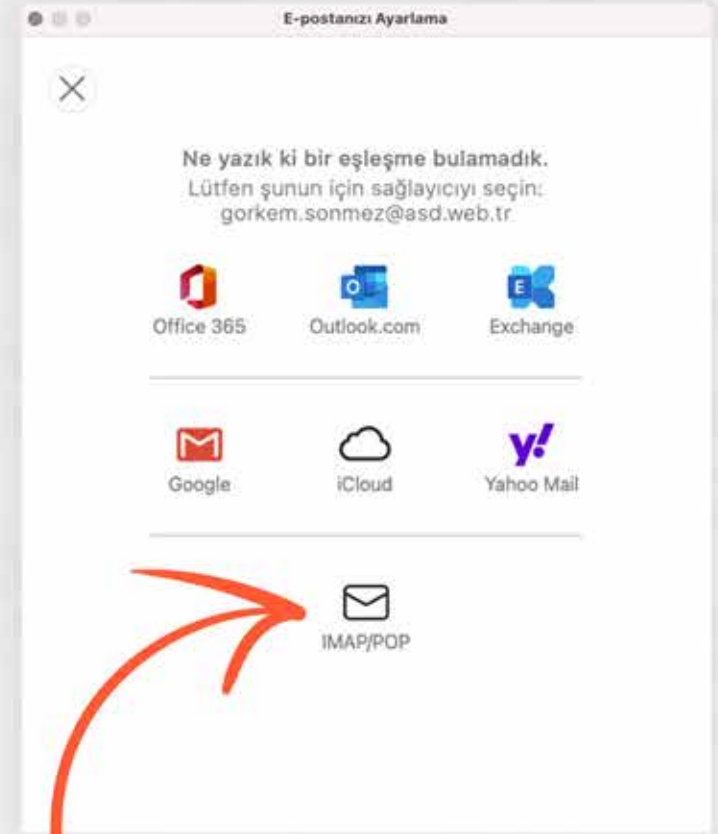 E-postanızı Ayarlama
Ne yazık ki bir eşleşme bulamadık.
Lütfen şunun için sağlayıcıyı seçin:
gorkem.sonmez@asd.web.tr
Office 365
Outlook.com
Exchange
Google
iCloud
Yahoo Mail
IMAP/POP